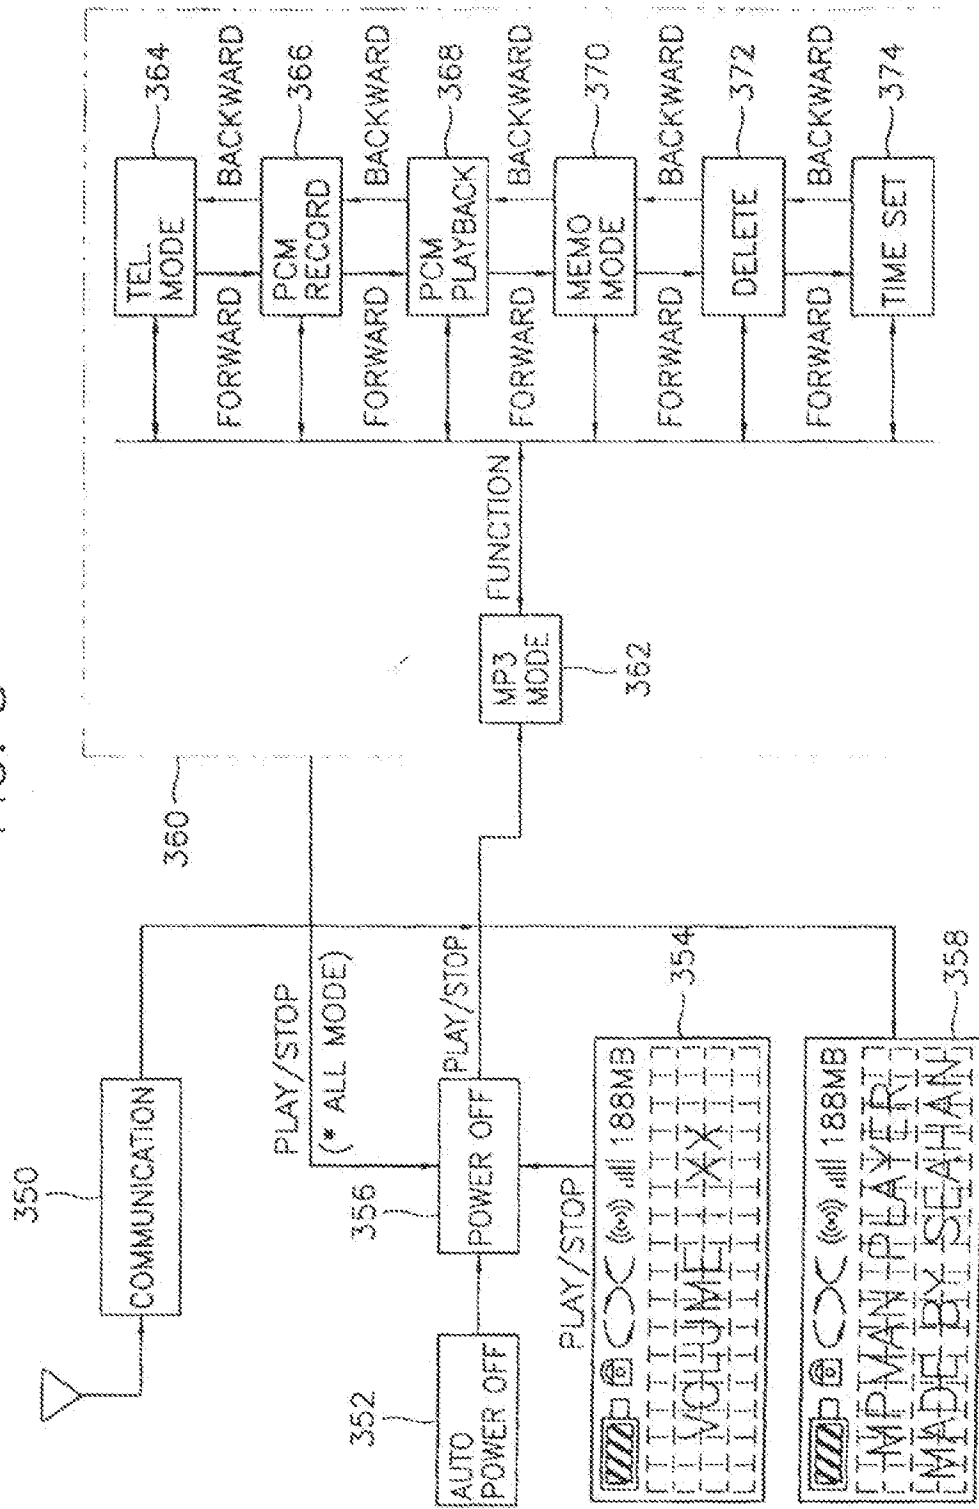 350
COMMUNICATION
360
352
AUTO
POWER OFF
356
POWER OFF
PLAY/STOP
(* ALL MODE)
PLAY/STOP
PLAY/STOP
188MB
VOLUME : XX
354
188MB
MPMAN PLAYER
MADE BY SEAHAN
358
MP3
MODE
362
FUNCTION
TEL.
MODE
364
FORWARD
BACKWARD
PCM
RECORD
366
FORWARD
BACKWARD
PCM
PLAYBACK
368
FORWARD
BACKWARD
MEMO
MODE
370
FORWARD
BACKWARD
DELETE
372
FORWARD
BACKWARD
TIME SET
374